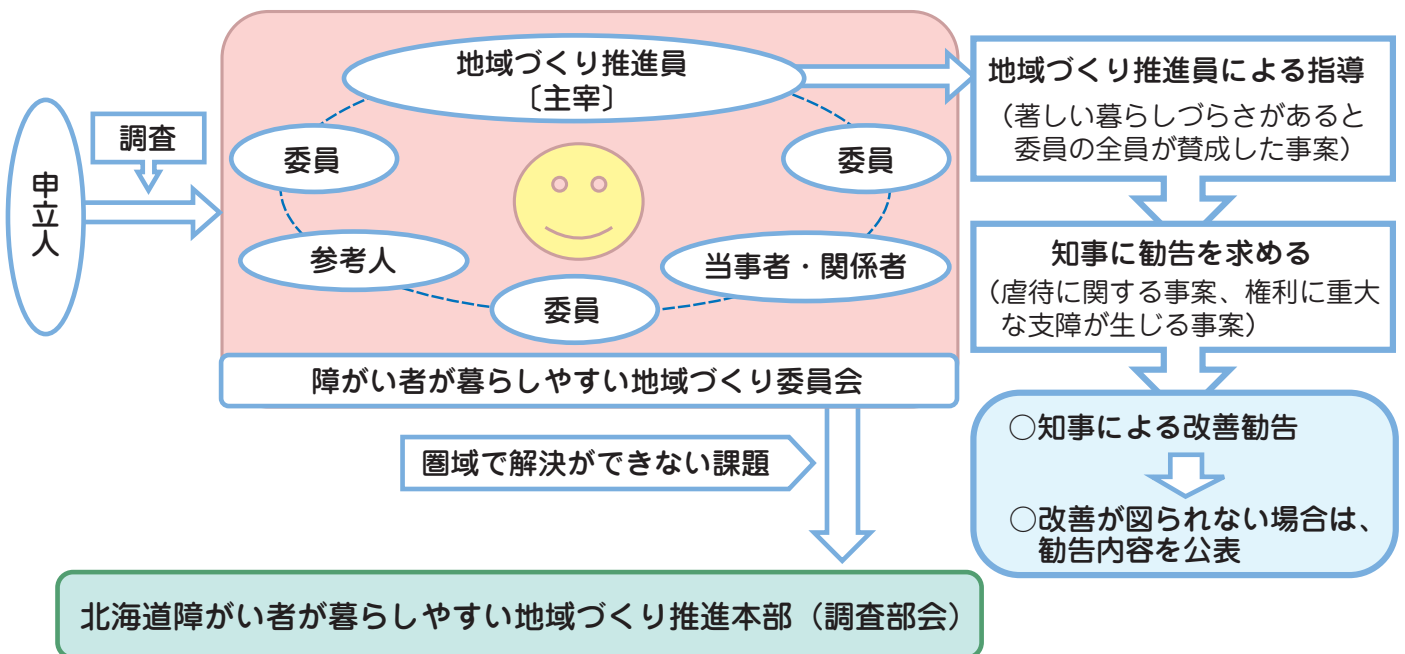 申立人
調査
地域づくり推進員
〔主宰〕
委員
委員
参考人
当事者・関係者
委員
障がい者が暮らしやすい地域づくり委員会
地域づくり推進員による指導
（著しい暮らしづらさがあると
委員の全員が賛成した事案）
知事に勧告を求める
（虐待に関する事案、権利に重大
な支障が生じる事案）
○知事による改善勧告
○改善が図られない場合は、
勧告内容を公表
圏域で解決ができない課題
北海道障がい者が暮らしやすい地域づくり推進本部（調査部会）